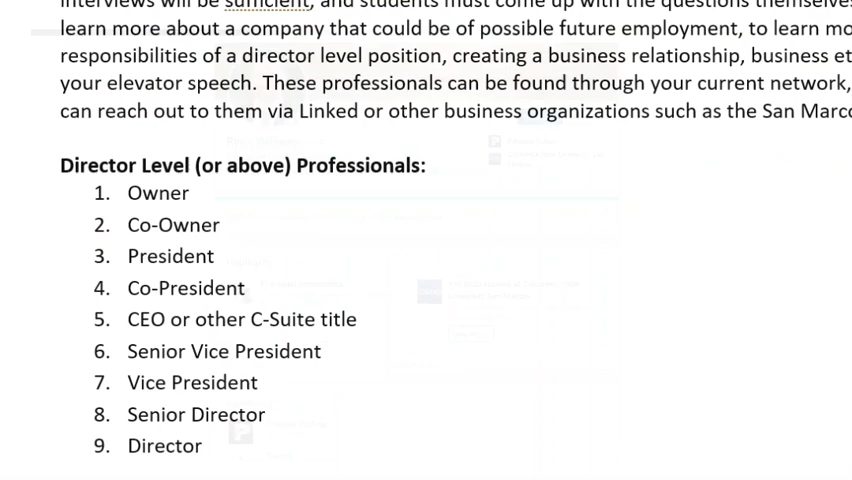 interviews will be sufficient, and students must come up with the questions themselves
learn more about a company that could be of possible future employment, to learn mo
responsibilities of a director level position, creating a business relationship, business et
your elevator speech. These professionals can be found through your current network,
can reach out to them via Linked or other business organizations such as the San Marc
Director Level (or above) Professionals:
1. Owner
2. Co-Owner
3. President
4. Co-President
5. CEO or other C-Suite title
6. Senior Vice President
7. Vice President
8. Senior Director
9. Director